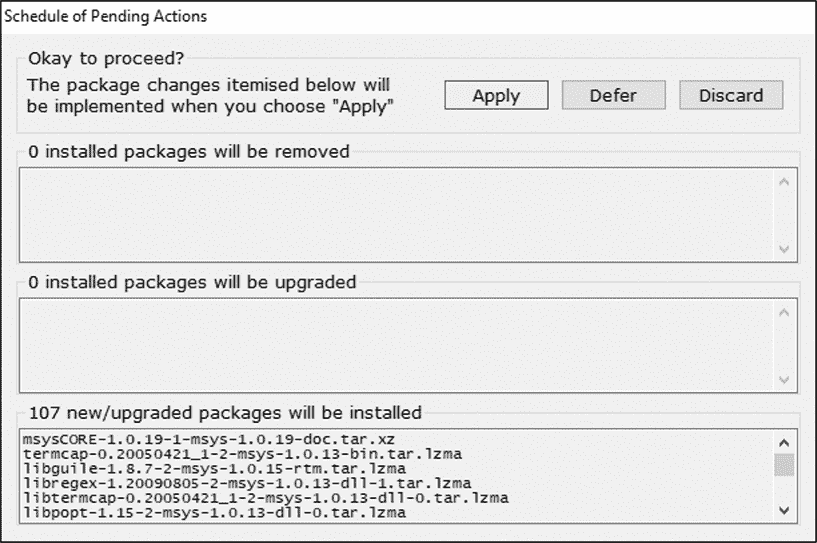 Schedule of Pending Actions
Okay to proceed?
The package changes itemised below will
be implemented when you choose "Apply"
Apply
Defer
Discard
0 installed packages will be removed
0 installed packages will be upgraded
107 new/upgraded packages will be installed
msysCORE-1.0.19-1-msys-1.0.19-doc.tar.xz
termcap-0.20050421_1-2-msys-1.0.13-bin.tar.lzma
libguile-1.8.7-2-msys-1.0.15-rtm.tar.lzma
libregex-1.20090805-2-msys-1.0.13-dll-1.tar.lzma
libtermcap-0.20050421_1-2-msys-1.0.13-dll-0.tar.lzma
libpopt-1.15-2-msys-1.0.13-dll-0.tar.lzma